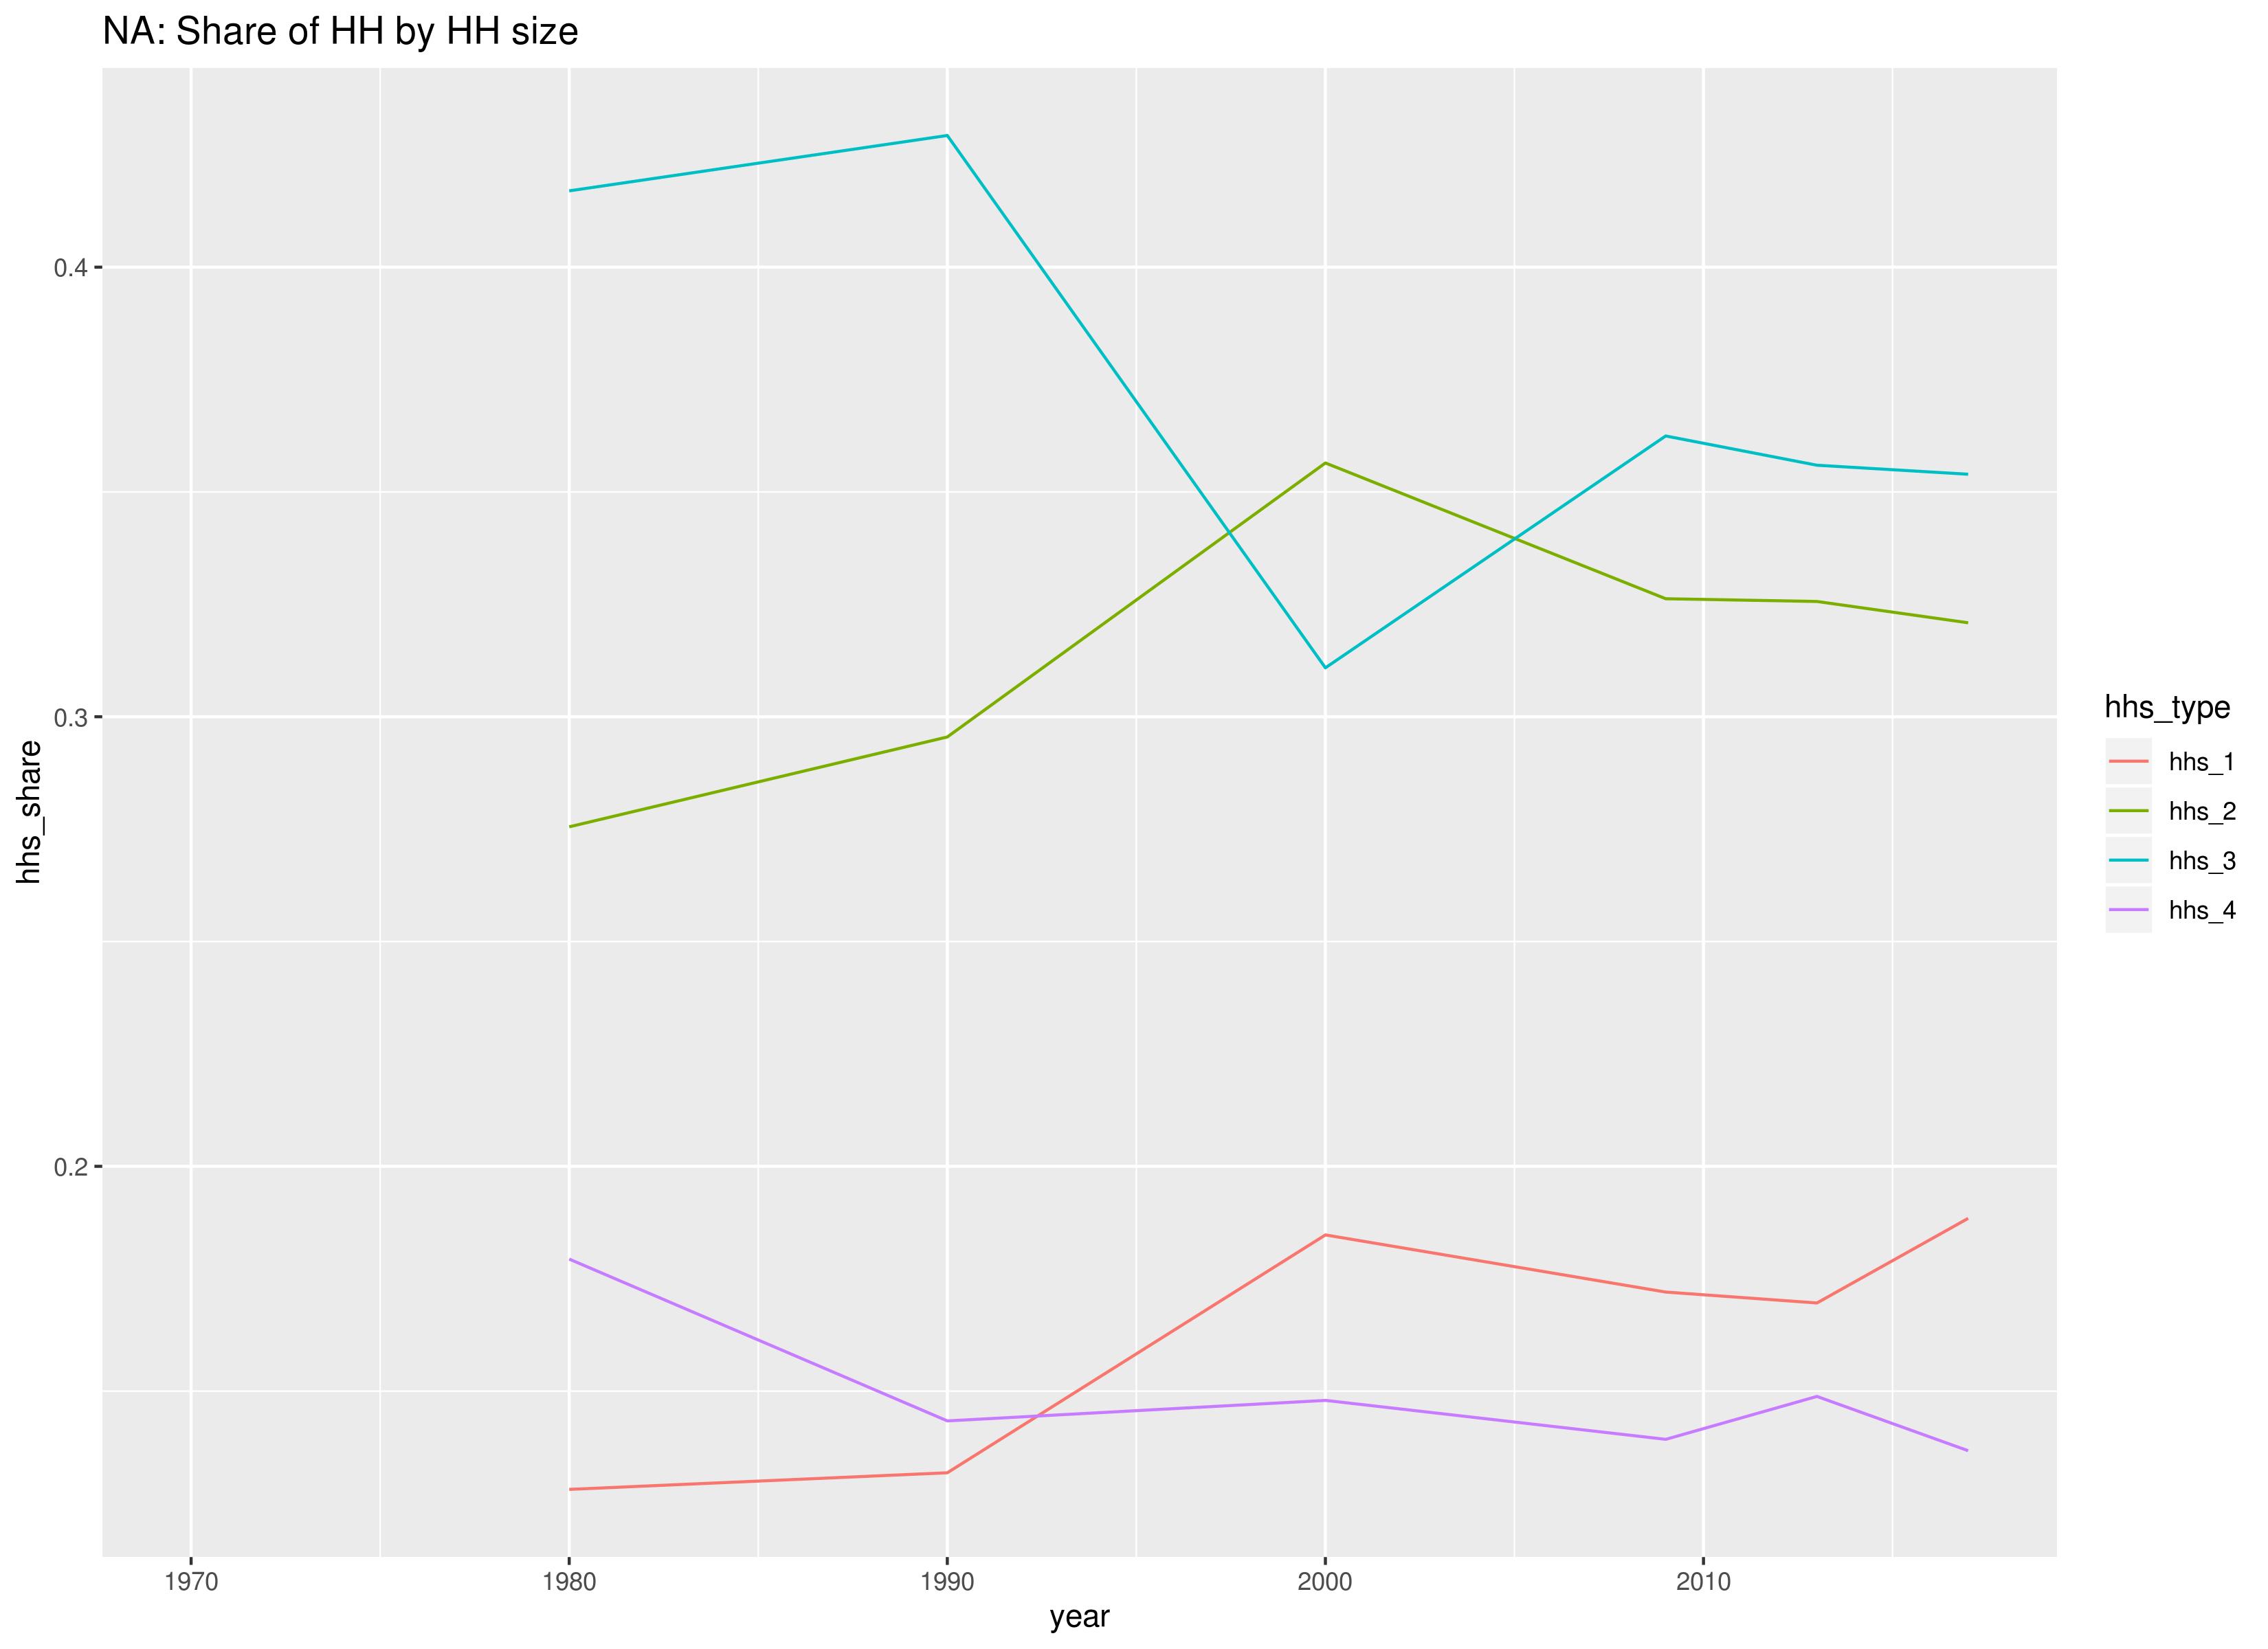 NA: Share of HH by HH size
0.4
0.3
0.2
hhs_share
1970
1980
1990
2000
2010
year
hhs_type
hhs_1
hhs_2
hhs_3
hhs_4